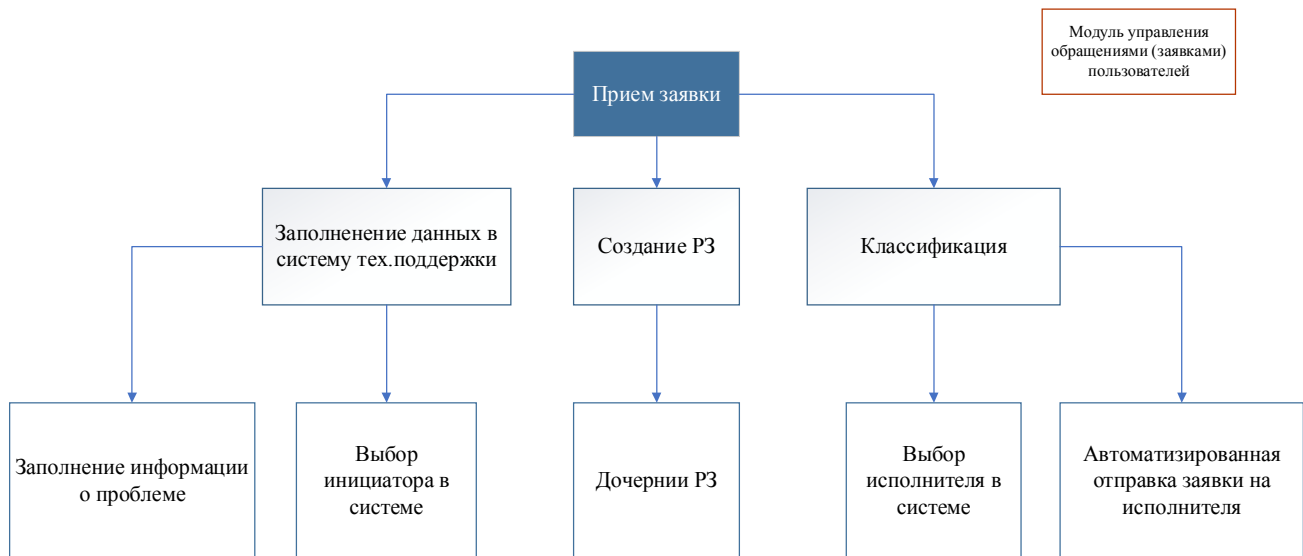 Модуль управления
обращениями (заявками)
пользователей
Прием заявки
Заполненение данных в
систему тех.поддержки
Создание РЗ
Классификация
Заполнение информации
о проблеме
Выбор
инициатора в
системе
Дочернии РЗ
Выбор
исполнителя в
системе
Автоматизированная
отправка заявки на
исполнителя